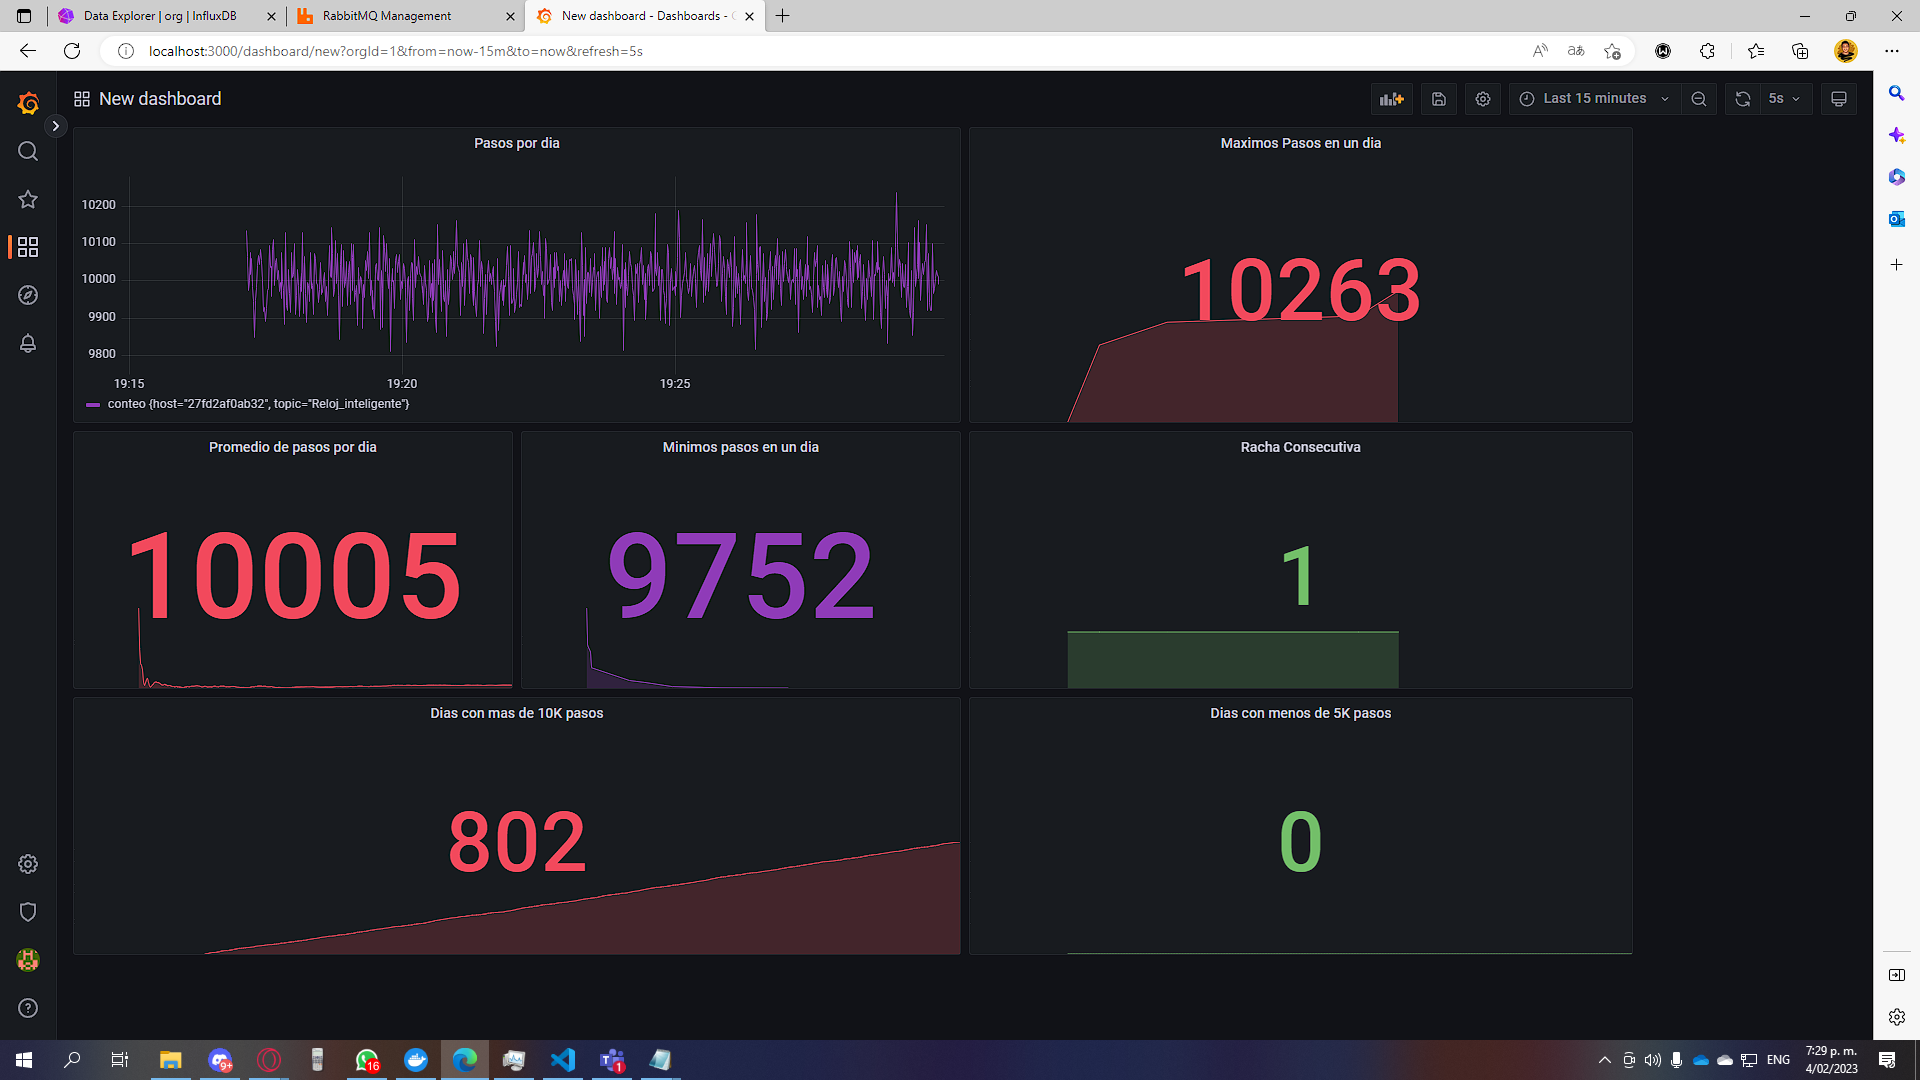 Data Explorer | org | InfluxDB
RabbitMQ Management
New dashboard - Dashboards -
localhost:3000/dashboard/new?orgId=1&from=now-15m&to=now&refresh=5s
New dashboard
Last 15 minutes
5s
Pasos por dia
10200
10100
10000
9900
9800
19:15
19:20
19:25
conteo {host="27fd2af0ab32", topic="Reloj_inteligente"}
Maximos Pasos en un dia
10263
Promedio de pasos por dia
10005
Minimos pasos en un dia
9752
Racha Consecutiva
1
Dias con mas de 10K pasos
802
Dias con menos de 5K pasos
0
9+
16
1
ENG
7:29 p. m.
4/02/2023